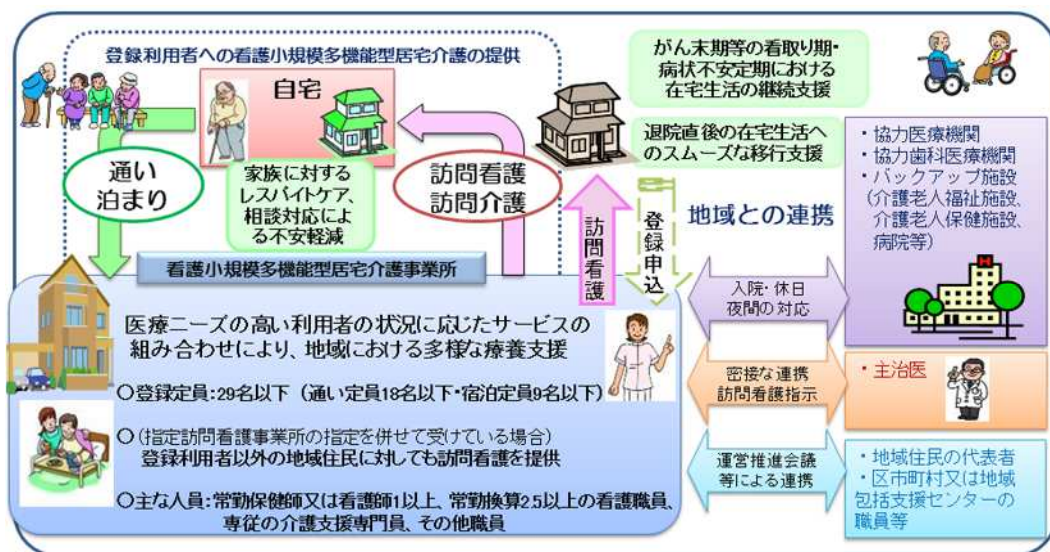 登録利用者への看護小規模多機能型居宅介護の提供
自宅
通い
泊まり
家族に対する
レスパイトケア、
相談対応によ
る不安軽減
訪問看護
訪問介護
がん末期等の看取り期・
病状不安定期における
在宅生活の継続支援
退院直後の在宅生活へ
のスムーズな移行支援
訪問看護
登録申込
地域との連携
・協力医療機関
・協力歯科医療機関
・バックアップ施設
(介護老人福祉施設、
介護老人保健施設、
病院等)
看護小規模多機能型居宅介護事業所
医療ニーズの高い利用者の状況に応じたサービスの
組み合わせにより、地域における多様な療養支援
○登録定員:29名以下 (通い定員18名以下・宿泊定員9名以下)
○(指定訪問看護事業所の指定を併せて受けている場合)
登録利用者以外の地域住民に対しても訪問看護を提供
○主な人員:常勤保健師又は看護師1以上、常勤換算2.5以上の看護職員、
専従の介護支援専門員、その他職員
入院・休日
夜間の対応
密接な連携
訪問看護指示
・主治医
運営推進会議
等による連携
・地域住民の代表者
・区市町村又は地域
包括支援センターの
職員等